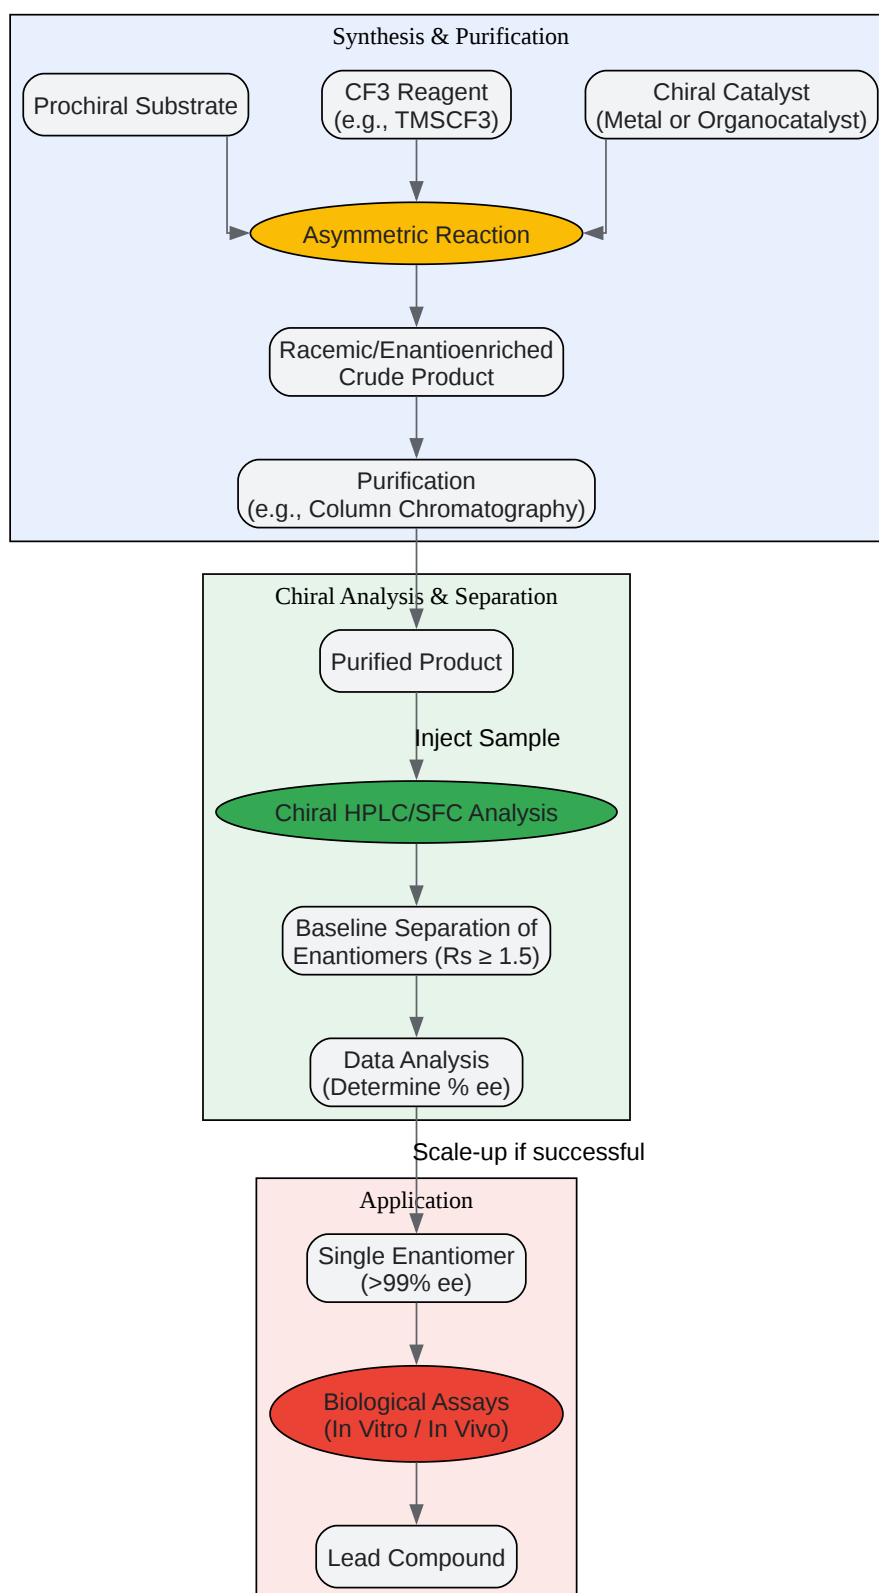 Synthesis & Purification
Prochiral Substrate
CF3 Reagent
(e.g., TMSCF3)
Chiral Catalyst
(Metal or Organocatalyst)
Asymmetric Reaction
Racemic/Enantioenriched
Crude Product
Purification
(e.g., Column Chromatography)
Chiral Analysis & Separation
Purified Product
Inject Sample
Chiral HPLC/SFC Analysis
Baseline Separation of
Enantiomers (Rs ≥ 1.5)
Data Analysis
(Determine % ee)
Scale-up if successful
Application
Single Enantiomer
(>99% ee)
Biological Assays
(In Vitro / In Vivo)
Lead Compound